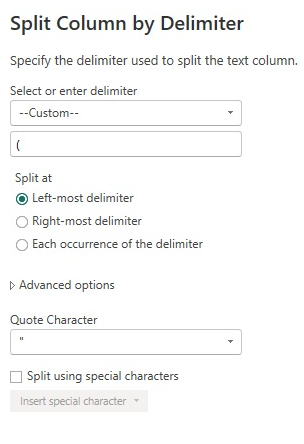 Split Column by Delimiter
Specify the delimiter used to split the text column.
Select or enter delimiter
--Custom--
(
Split at
Left-most delimiter
Right-most delimiter
Each occurrence of the delimiter
Advanced options
Quote Character
"
Split using special characters
Insert special character